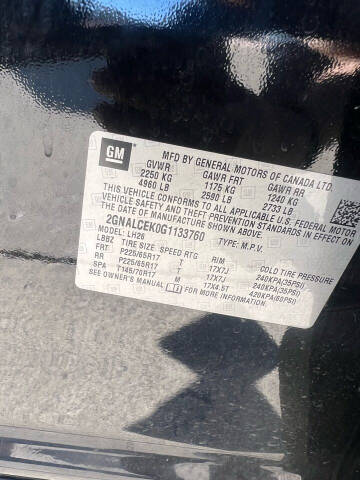 GM
MFD BY GENERAL MOTORS OF CANADA LTD.
GVWR GAWR FRT GAWR RR
2250 KG 1175 KG 1240 KG
4960 LB 2590 LB 2733 LB
THIS VEHICLE CONFORMS TO ALL APPLICABLE U.S. FEDERAL MOTOR
VEHICLE SAFETY AND THEFT PREVENTION STANDARDS IN EFFECT ON
THE DATE OF MANUFACTURE SHOWN ABOVE.
2GNALCEK0G1133760 TYPE: M.P.V.
LBBZ MODEL: LH26
TIRE SIZE SPEED RTG RIM COLD TIRE PRESSURE
FRT P225/65R17 T 17X7J 240KPA(35PSI)
RR P225/65R17 T 17X7J 240KPA(35PSI)
SPA T145/70R17 M 17X4.5T 420KPA(60PSI)
SEE OWNER'S MANUAL FOR MORE INFORMATION.